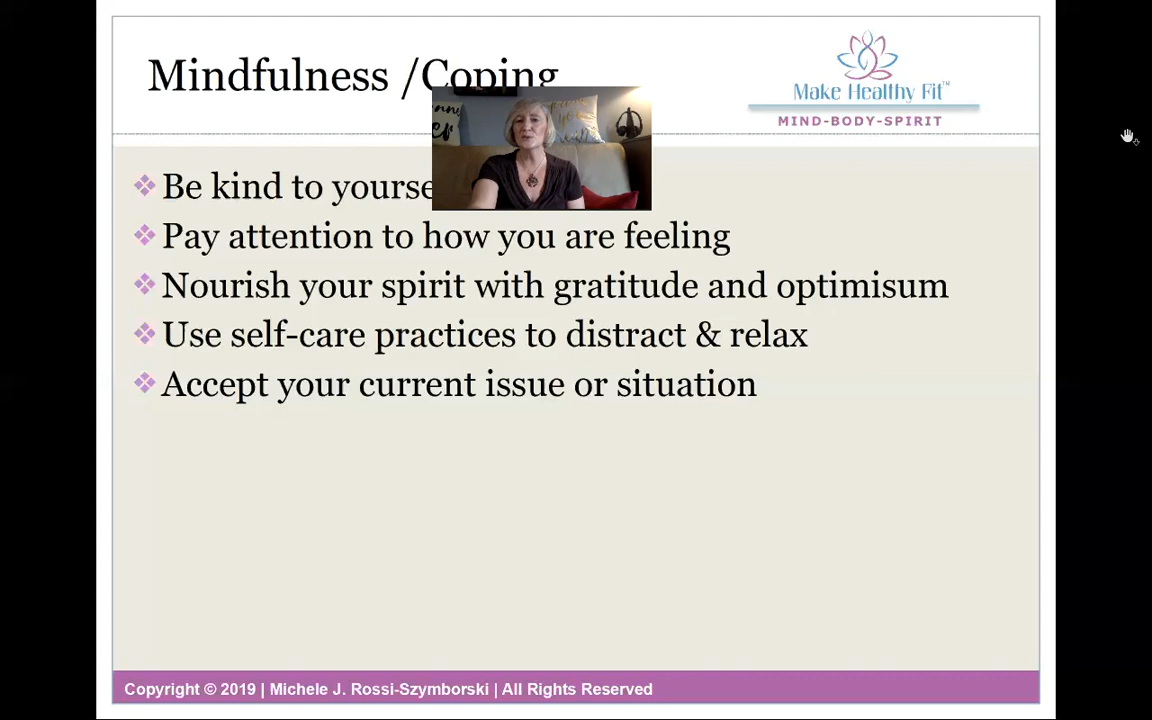 Mindfulness /Coping
Make Healthy Fit™
MIND-BODY-SPIRIT
Be kind to
Pay attention to how you are feeling
Nourish your spirit with gratitude and optimisum
Use self-care practices to distract & relax
Accept your current issue or situation
Copyright © 2019 | Michele J. Rossi-Szymborski | All Rights Reserved